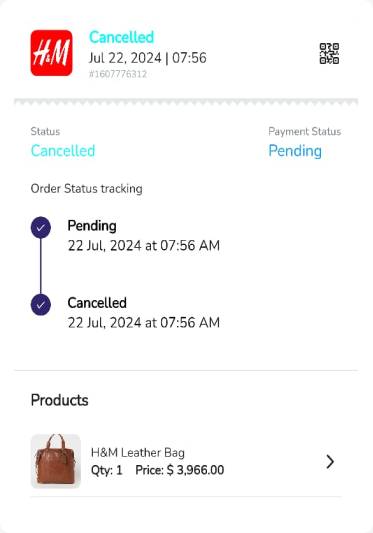 H&M
Cancelled
Jul 22, 2024 | 07:56
#1607776312
Status
Payment Status
Cancelled
Pending
Order Status tracking
Pending
22 Jul, 2024 at 07:56 AM
Cancelled
22 Jul, 2024 at 07:56 AM
Products
H&M Leather Bag
Qty: 1 Price: $ 3,966.00